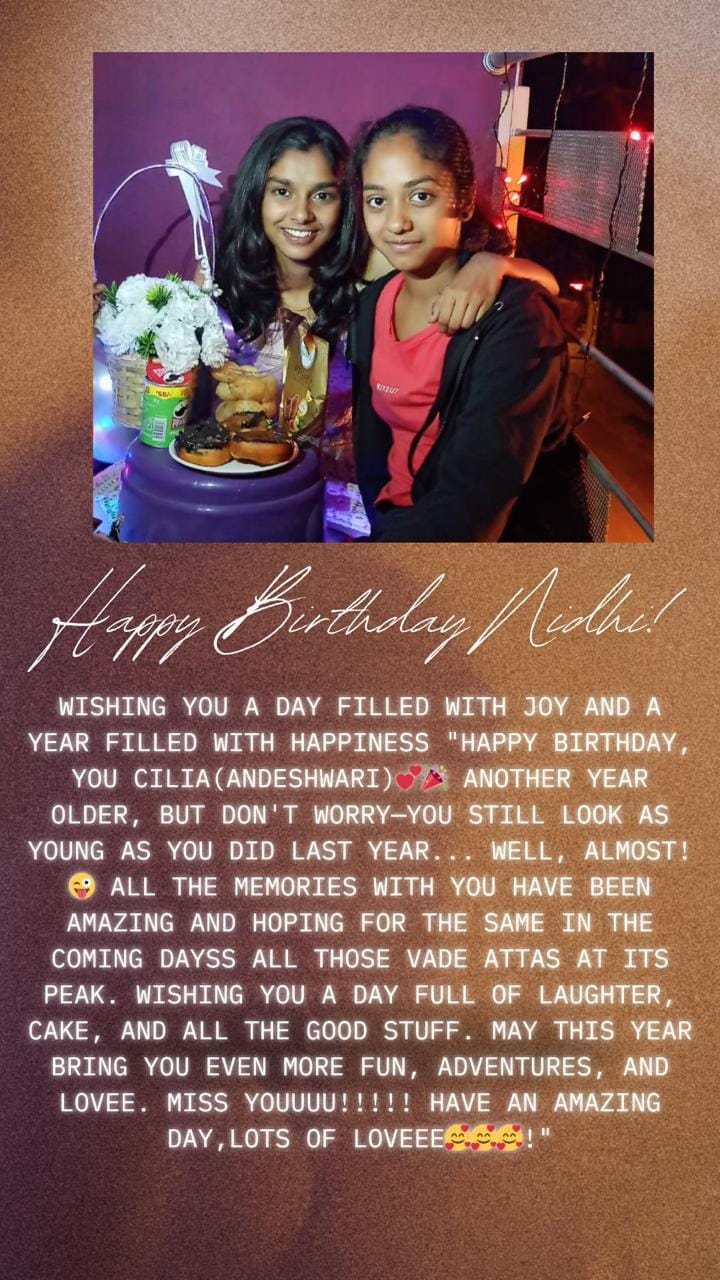 Happy Birthday Nidhi!
WISHING YOU A DAY FILLED WITH JOY AND A
YEAR FILLED WITH HAPPINESS "HAPPY BIRTHDAY,
YOU CILIA(ANDESHWARI)💕🎉 ANOTHER YEAR
OLDER, BUT DON'T WORRY—YOU STILL LOOK AS
YOUNG AS YOU DID LAST YEAR... WELL, ALMOST!
😜 ALL THE MEMORIES WITH YOU HAVE BEEN
AMAZING AND HOPING FOR THE SAME IN THE
COMING DAYSS ALL THOSE VADE ATTAS AT ITS
PEAK. WISHING YOU A DAY FULL OF LAUGHTER,
CAKE, AND ALL THE GOOD STUFF. MAY THIS YEAR
BRING YOU EVEN MORE FUN, ADVENTURES, AND
LOVEE. MISS YOUUUU!!!!! HAVE AN AMAZING
DAY,LOTS OF LOVEEE🥰🥰🥰!"